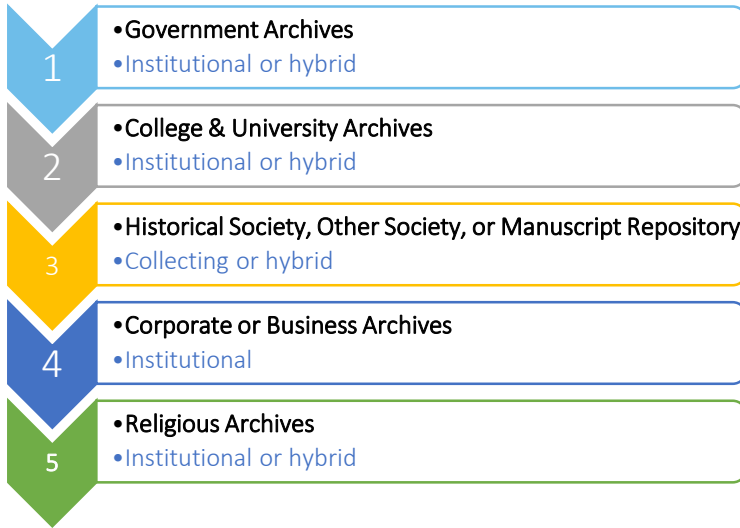 1
•Government Archives
•Institutional or hybrid
2
•College & University Archives
•Institutional or hybrid
3
•Historical Society, Other Society, or Manuscript Repository
•Collecting or hybrid
4
•Corporate or Business Archives
•Institutional
5
•Religious Archives
•Institutional or hybrid